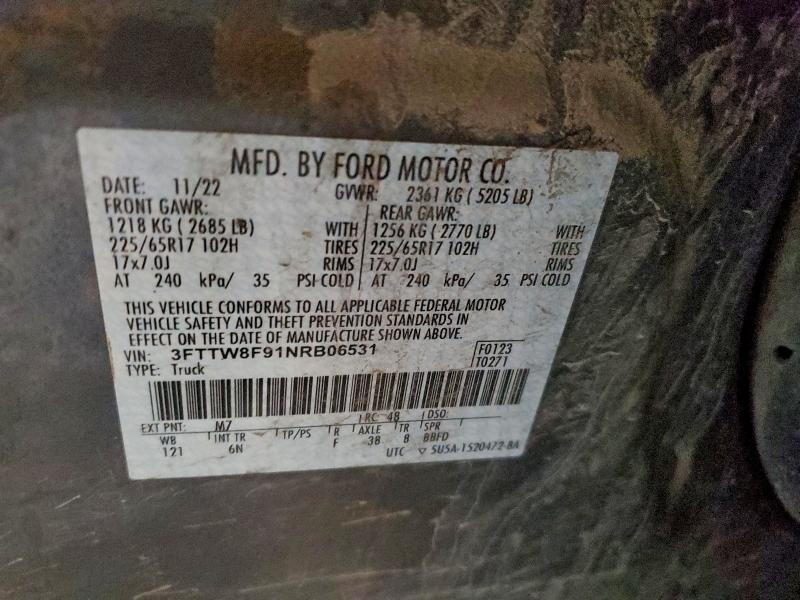 MFD. BY FORD MOTOR CO.
DATE: 11/22 GVWR: 2361 KG ( 5205 LB)
FRONT GAWR: REAR GAWR:
1218 KG ( 2685 LB) WITH 1256 KG ( 2770 LB) WITH
225/65R17 102H TIRES 225/65R17 102H TIRES
17x7.0J RIMS 17x7.0J RIMS
AT 240 kPa/ 35 PSI COLD AT 240 kPa/ 35 PSI COLD
THIS VEHICLE CONFORMS TO ALL APPLICABLE FEDERAL MOTOR
VEHICLE SAFETY AND THEFT PREVENTION STANDARDS IN
EFFECT ON THE DATE OF MANUFACTURE SHOWN ABOVE.
VIN: 3FTTW8F91NRB06531 F0123
TYPE: Truck T0271
EXT PNT: M7 RC: 48 DSO:
WB INT TR TP/PS R AXLE TR SPR
121 6N F 38 8 BBFD
UTC ▽ 5U5A-1520472-BA